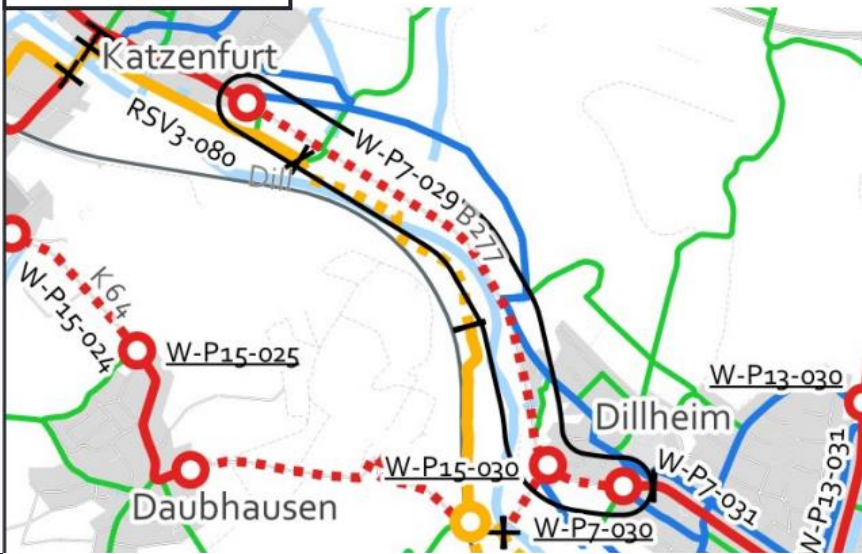 Katzenfurt
RSV3-080
Dill
W-P7-029
B277
K64
W-P15-024
W-P15-025
W-P13-030
Dillheim
W-P15-030
W-P7-031
W-P13-031
Daubhausen
W-P7-030